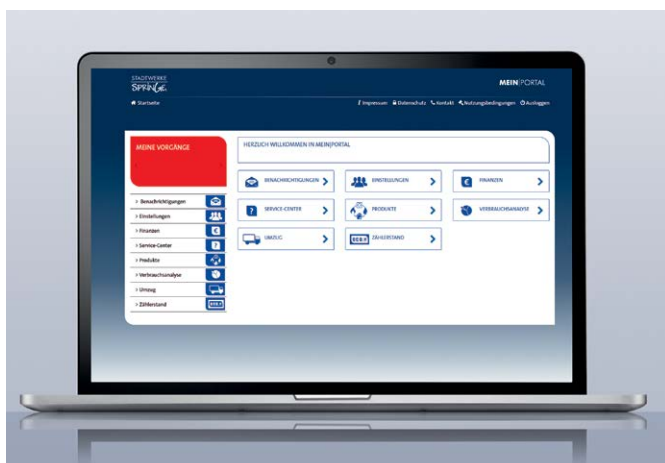 STADTWERKE
SPRINGE
MEIN|PORTAL
Startseite
Impressum Datenschutz Kontakt Nutzungsbedingungen Ausloggen
MEINE VORGÄNGE
HERZLICH WILLKOMMEN IN MEIN|PORTAL
BENACHRICHTIGUNGEN
EINSTELLUNGEN
FINANZEN
SERVICE-CENTER
PRODUKTE
VERBRAUCHSANALYSE
UMZUG
ZÄHLERSTAND
> Benachrichtigungen
> Einstellungen
> Finanzen
> Service-Center
> Produkte
> Verbrauchsanalyse
> Umzug
> Zählerstand